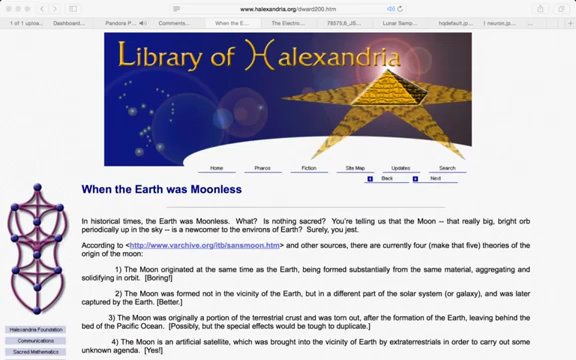 www.halexandria.org/dward200.htm
1 of 1 uploa...
Dashboard...
Pandora P...
Comments...
When the E...
The Electro...
Lunar Samp...
1 neuron.jp...
Library of Halexandria
Home Pharos Fiction Site Map Updates Search
Back Next
When the Earth was Moonless
In historical times, the Earth was Moonless. What? Is nothing sacred? You're telling us that the Moon -- that really big, bright orb
periodically up in the sky -- is a newcomer to the environs of Earth? Surely, you jest.
According to <http://www.varchive.org/itb/sansmoon.htm> and other sources, there are currently four (make that five) theories of the
origin of the moon:
1) The Moon originated at the same time as the Earth, being formed substantially from the same material, aggregating and
solidifying in orbit. [Boring!]
2) The Moon was formed not in the vicinity of the Earth, but in a different part of the solar system (or galaxy), and was later
captured by the Earth. [Better.]
3) The Moon was originally a portion of the terrestrial crust and was torn out, after the formation of the Earth, leaving behind the
bed of the Pacific Ocean. [Possibly, but the special effects would be tough to duplicate.]
4) The Moon is an artificial satellite, which was brought into the vicinity of Earth by extraterrestrials in order to carry out some
unknown agenda. [Yes!]
Halexandria Foundation
Communications
Sacred Mathematics